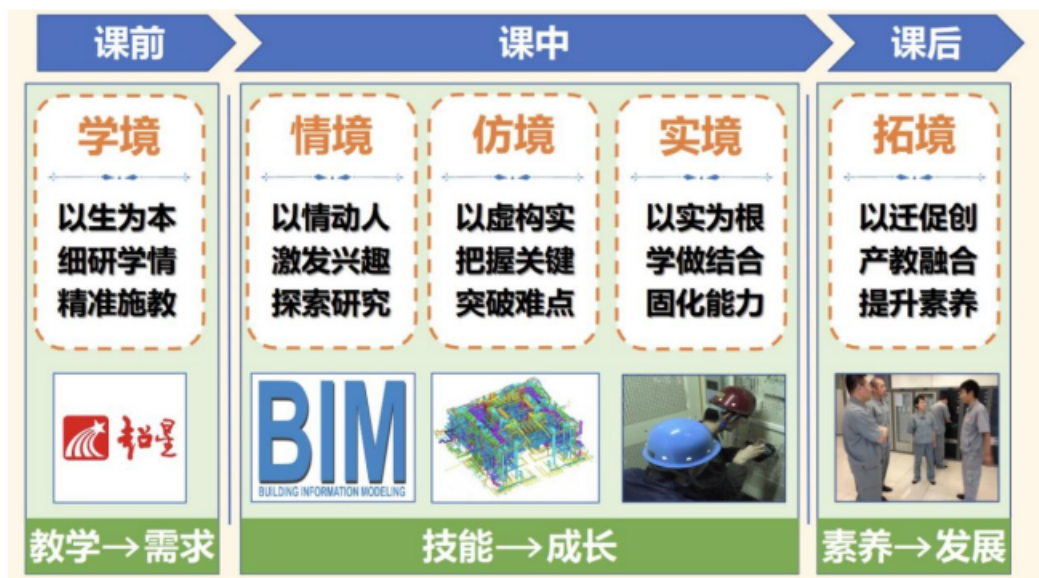 课前
课中
课后
学境
以生为本
细研学情
精准施教
情境
以情动人
激发兴趣
探索研究
仿境
以虚构实
把握关键
突破难点
实境
以实为根
学做结合
固化能力
拓境
以迁促创
产教融合
提升素养
超星
BIM
BUILDING INFORMATION MODELING
教学→需求
技能→成长
素养→发展